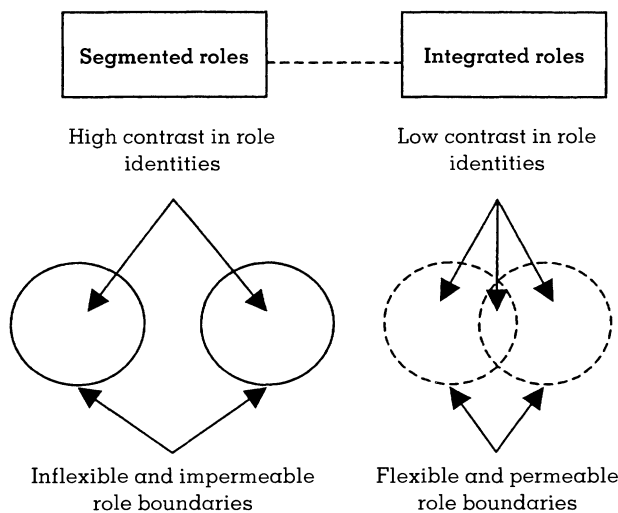 Segmented roles
Integrated roles
High contrast in role
identities
Low contrast in role
identities
Inflexible and impermeable
role boundaries
Flexible and permeable
role boundaries